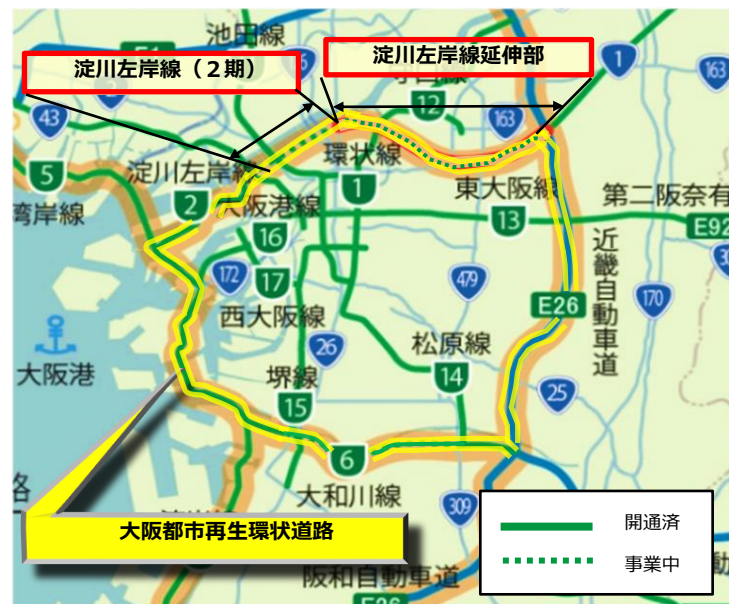 池田線
淀川左岸線（２期）
淀川左岸線延伸部
1
163
43
12
163
5
淀川左岸線
環状線
湾岸線
2
大阪港線
1
東大阪線
第二阪奈有
16
13
E92
172
17
479
近畿自動車道
170
E26
西大阪線
26
松原線
大阪港
堺線
14
25
15
6
大和川線
309
路
大阪都市再生環状道路
開通済
事業中
阪和自動車道
動
E26